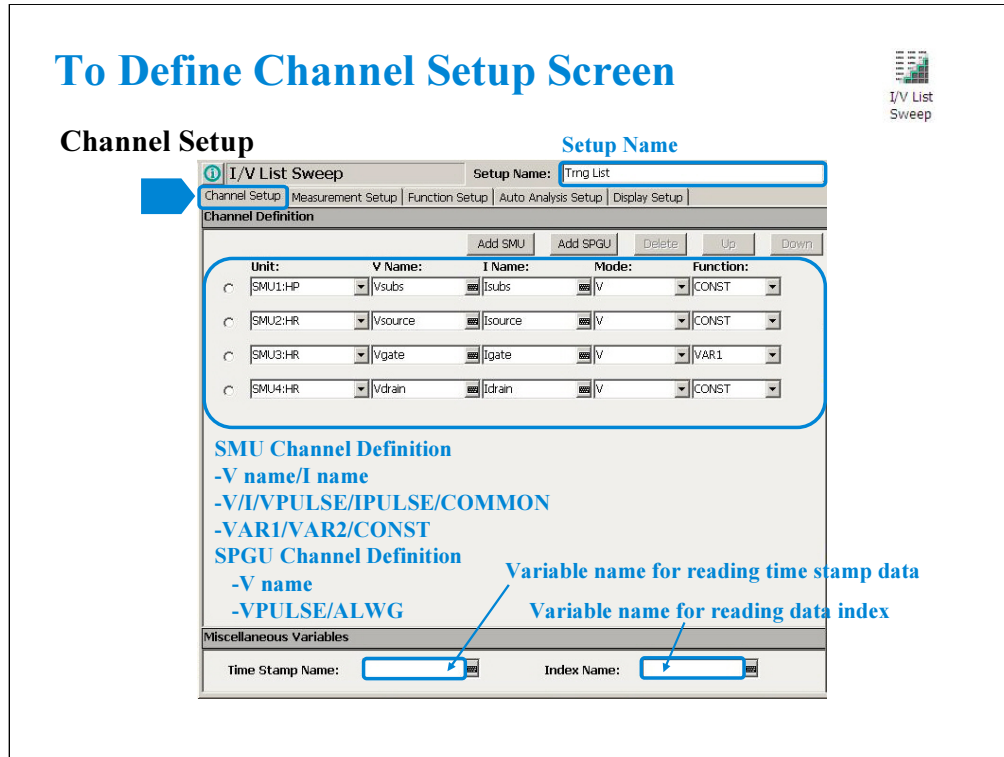 To Define Channel Setup Screen
I/V List
Sweep
Channel Setup
Setup Name
I/V List Sweep
Setup Name: Trng List
Channel Setup Measurement Setup Function Setup Auto Analysis Setup Display Setup
Channel Definition
Add SMU Add SPGU Delete Up Down
Unit: V Name: I Name: Mode: Function:
SMU1:HP Vsubs Isubs V CONST
SMU2:HR Vsource Isource V CONST
SMU3:HR Vgate Igate V VAR1
SMU4:HR Vdrain Idrain V CONST
SMU Channel Definition
-V name/I name
-V/I/VPULSE/IPULSE/COMMON
-VAR1/VAR2/CONST
SPGU Channel Definition
-V name
-VPULSE/ALWG
Variable name for reading time stamp data
Variable name for reading data index
Miscellaneous Variables
Time Stamp Name: Index Name: